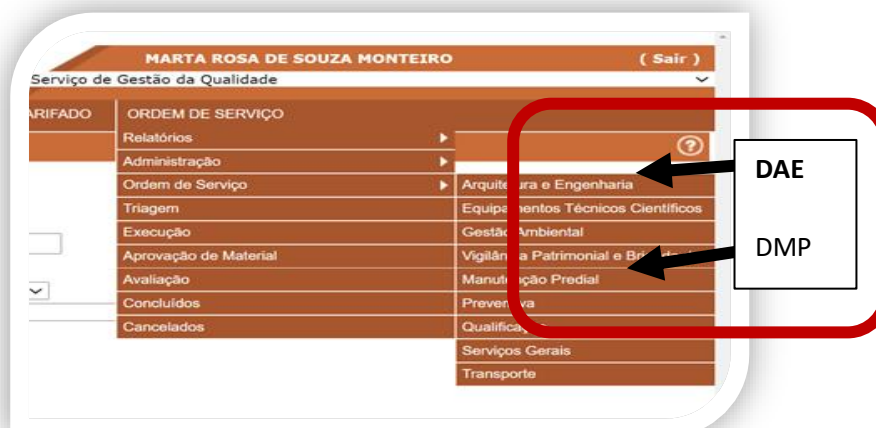 MARTA ROSA DE SOUZA MONTEIRO ( Sair )
Serviço de Gestão da Qualidade
ARIFADO ORDEM DE SERVIÇO
Relatórios
Administração
Ordem de Serviço
Triagem
Execução
Aprovação de Material
Avaliação
Concluídos
Cancelados
?
Arquitetura e Engenharia
Equipamentos Técnicos Científicos
Gestão Ambiental
Vigilância Patrimonial e
Manutenção Predial
Preventiva
Serviços Gerais
Transporte
DAE
DMP